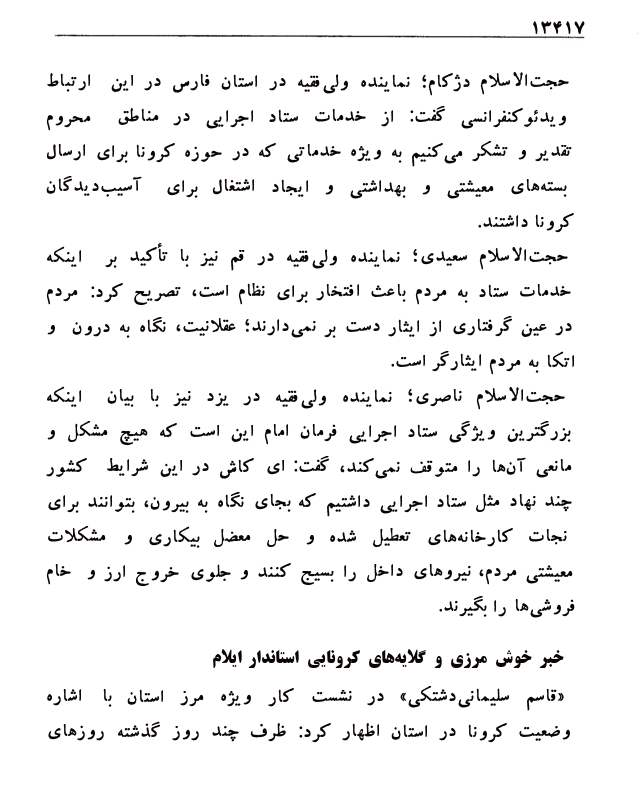 ۱۳۴۱۷
حجت‌الاسلام دژکام؛ نماینده ولی‌فقیه در استان فارس در این ارتباط
ویدئوکنفرانسی گفت: از خدمات ستاد اجرایی در مناطق محروم
تقدیر و تشکر می‌کنیم به ویژه خدماتی که در حوزه کرونا برای ارسال
بسته‌های معیشتی و بهداشتی و ایجاد اشتغال برای آسیب‌دیدگان
کرونا داشتند.
حجت‌الاسلام سعیدی؛ نماینده ولی‌فقیه در قم نیز با تأکید بر اینکه
خدمات ستاد به مردم باعث افتخار برای نظام است، تصریح کرد: مردم
در عین گرفتاری از ایثار دست بر نمی‌دارند؛ عقلانیت، نگاه به درون و
اتکا به مردم ایثارگر است.
حجت‌الاسلام ناصری؛ نماینده ولی‌فقیه در یزد نیز با بیان اینکه
بزرگترین ویژگی ستاد اجرایی فرمان امام این است که هیچ مشکل و
مانعی آن‌ها را متوقف نمی‌کند، گفت: ای کاش در این شرایط کشور
چند نهاد مثل ستاد اجرایی داشتیم که بجای نگاه به بیرون، بتوانند برای
نجات کارخانه‌های تعطیل شده و حل معضل بیکاری و مشکلات
معیشتی مردم، نیروهای داخل را بسیج کنند و جلوی خروج ارز و خام
فروشی‌ها را بگیرند.
خبر خوش مرزی و گلایه‌های کرونایی استاندار ایلام
«قاسم سلیمانی‌دشتکی» در نشست کار ویژه مرز استان با اشاره
وضعیت کرونا در استان اظهار کرد: ظرف چند روز گذشته روزهای